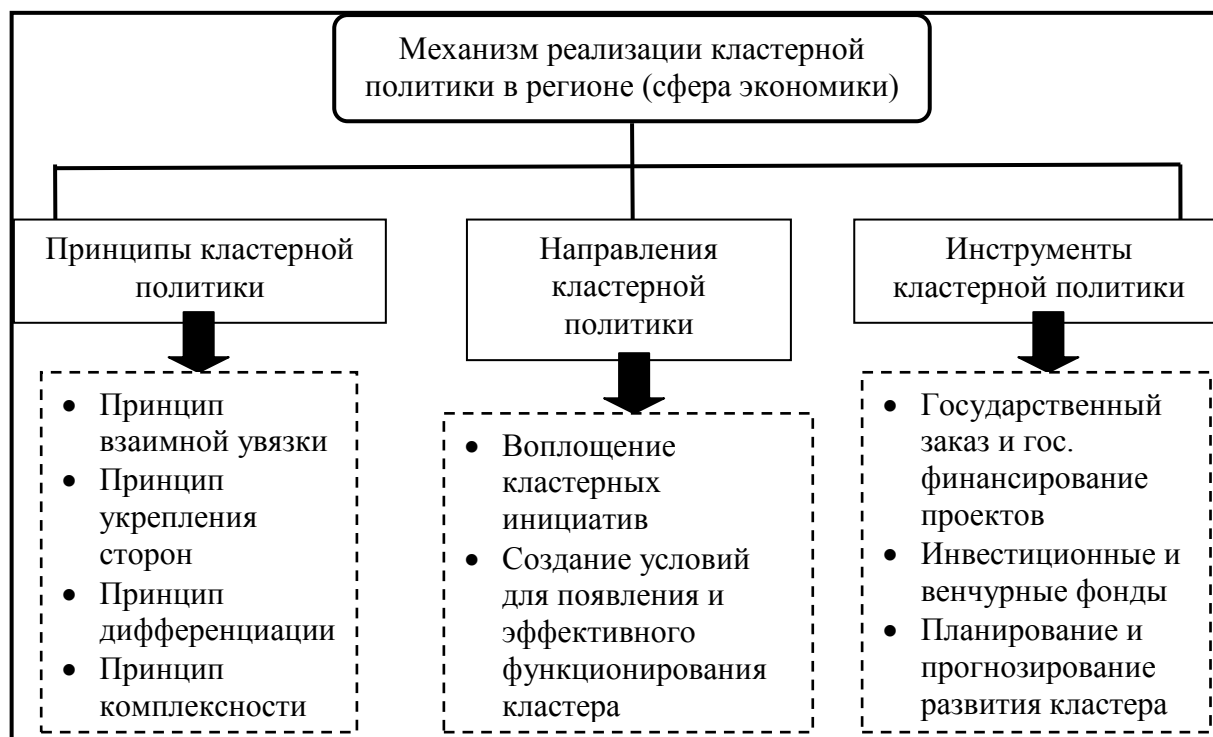 Механизм реализации кластерной
политики в регионе (сфера экономики)
Принципы кластерной
политики
• Принцип
взаимной увязки
• Принцип
укрепления
сторон
• Принцип
дифференциации
• Принцип
комплексности
Направления
кластерной
политики
• Воплощение
кластерных
инициатив
• Создание условий
для появления и
эффективного
функционирования
кластера
Инструменты
кластерной политики
• Государственный
заказ и гос.
финансирование
проектов
• Инвестиционные и
венчурные фонды
• Планирование и
прогнозирование
развития кластера